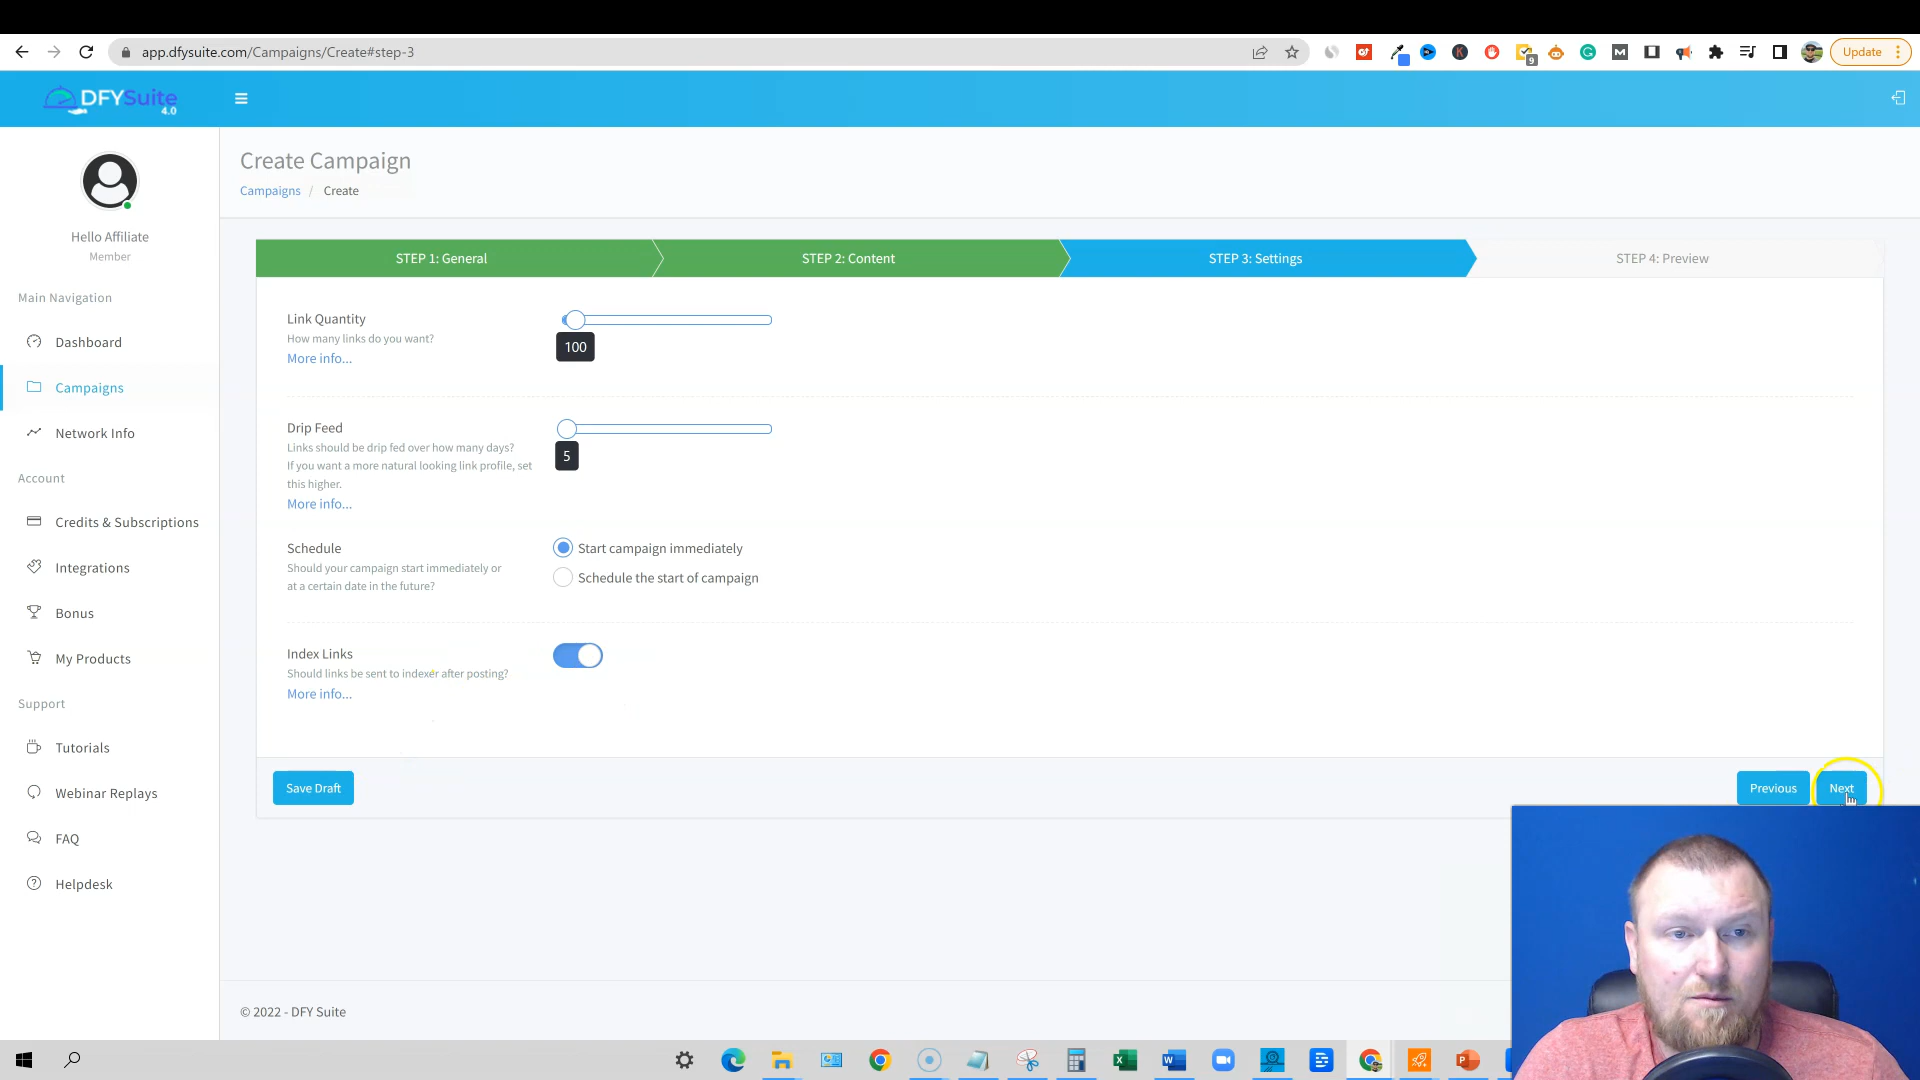 app.dfysuite.com/Campaigns/Create#step-3
9
Update
DFYSuite
4.0
Hello Affiliate
Member
Main Navigation
Dashboard
Campaigns
Network Info
Account
Credits & Subscriptions
Integrations
Bonus
My Products
Support
Tutorials
Webinar Replays
FAQ
Helpdesk
Create Campaign
Campaigns / Create
STEP 1: General
STEP 2: Content
STEP 3: Settings
STEP 4: Preview
Link Quantity
How many links do you want?
More info...
100
Drip Feed
Links should be drip fed over how many days?
If you want a more natural looking link profile, set
this higher.
More info...
5
Schedule
Should your campaign start immediately or
at a certain date in the future?
Start campaign immediately
Schedule the start of campaign
Index Links
Should links be sent to indexer after posting?
More info...
Save Draft
Previous
Next
© 2022 - DFY Suite